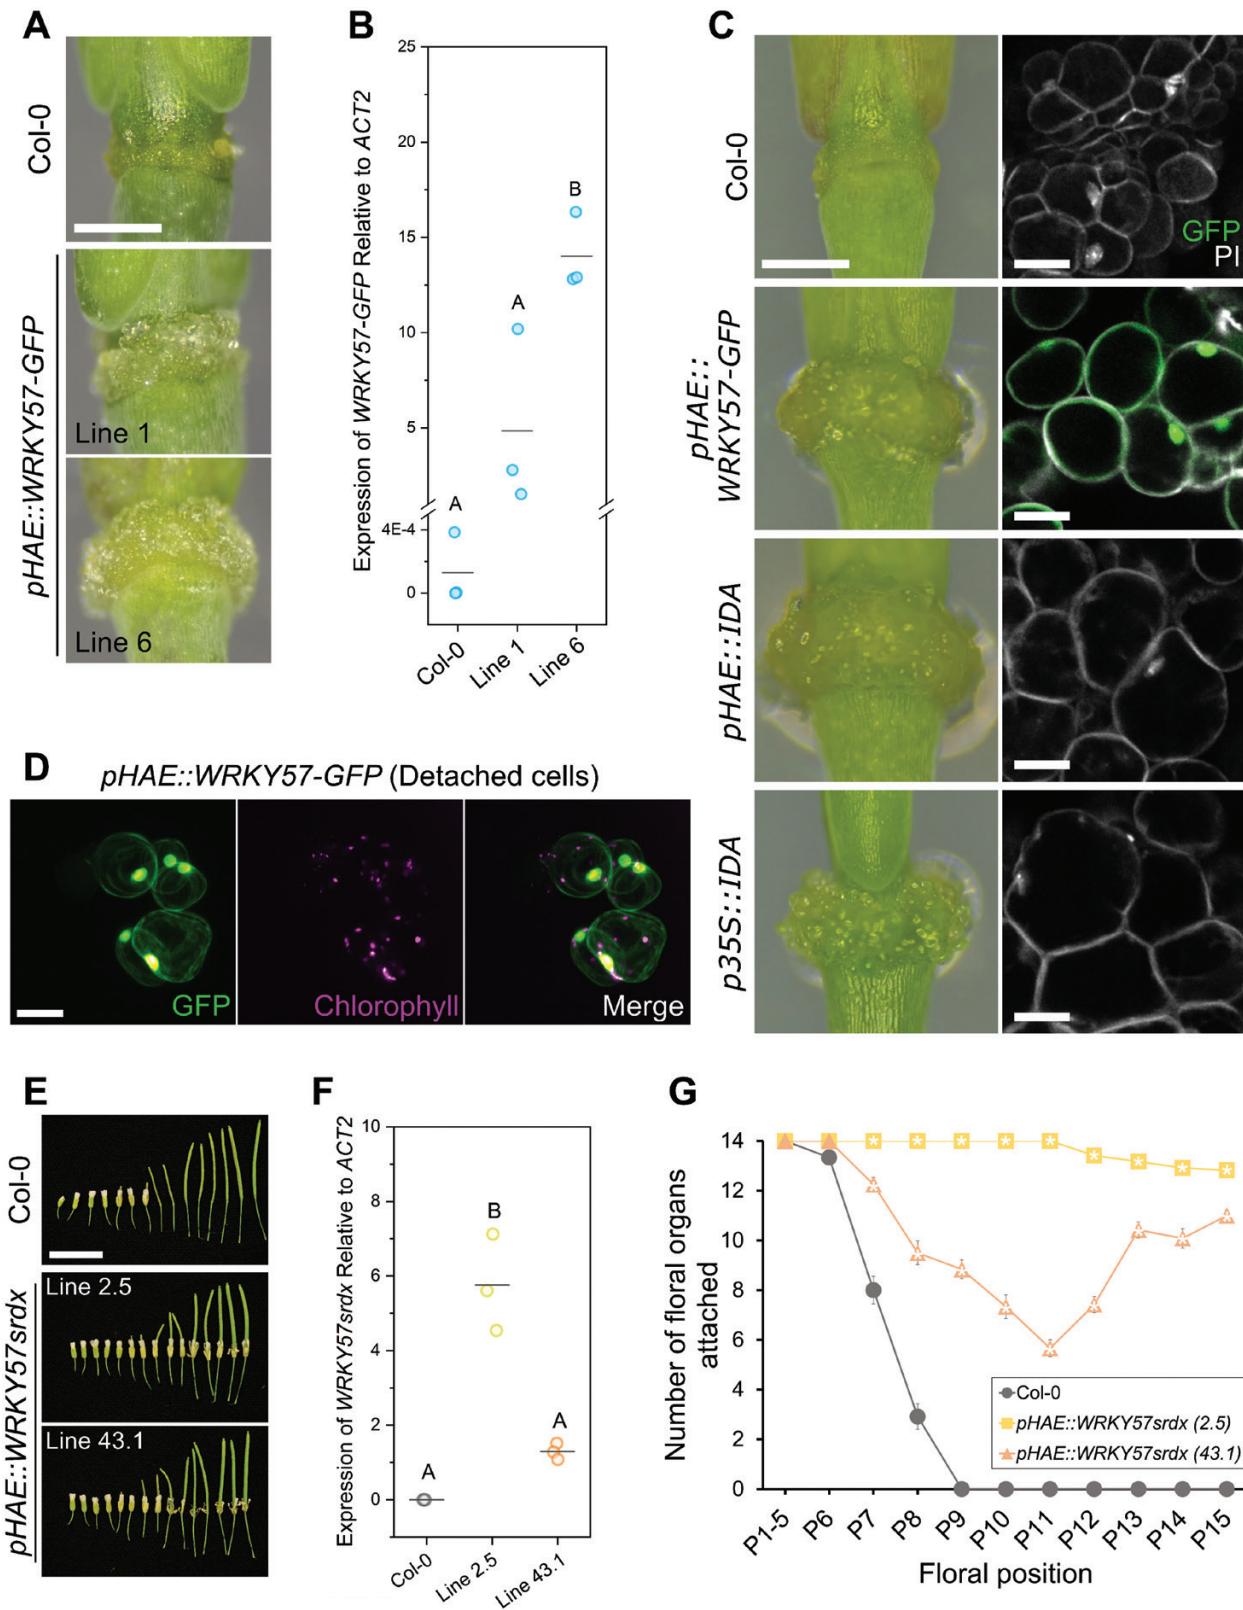 A
Col-0
pHAE::WRKY57-GFP
Line 1
Line 6
B
Expression of WRKY57-GFP Relative to ACT2
25
20
15
10
5
4E-4
0
A
A
B
Col-0
Line 1
Line 6
C
Col-0
GFP
PI
pHAE::
WRKY57-GFP
pHAE::IDA
p35S::IDA
D
pHAE::WRKY57-GFP (Detached cells)
GFP
Chlorophyll
Merge
E
Col-0
pHAE::WRKY57srdx
Line 2.5
Line 43.1
F
Expression of WRKY57srdx Relative to ACT2
10
8
6
4
2
0
A
B
A
Col-0
Line 2.5
Line 43.1
G
Number of floral organs
attached
14
12
10
8
6
4
2
0
Col-0
pHAE::WRKY57srdx (2.5)
pHAE::WRKY57srdx (43.1)
P1-5
P6
P7
P8
P9
P10
P11
P12
P13
P14
P15
Floral position